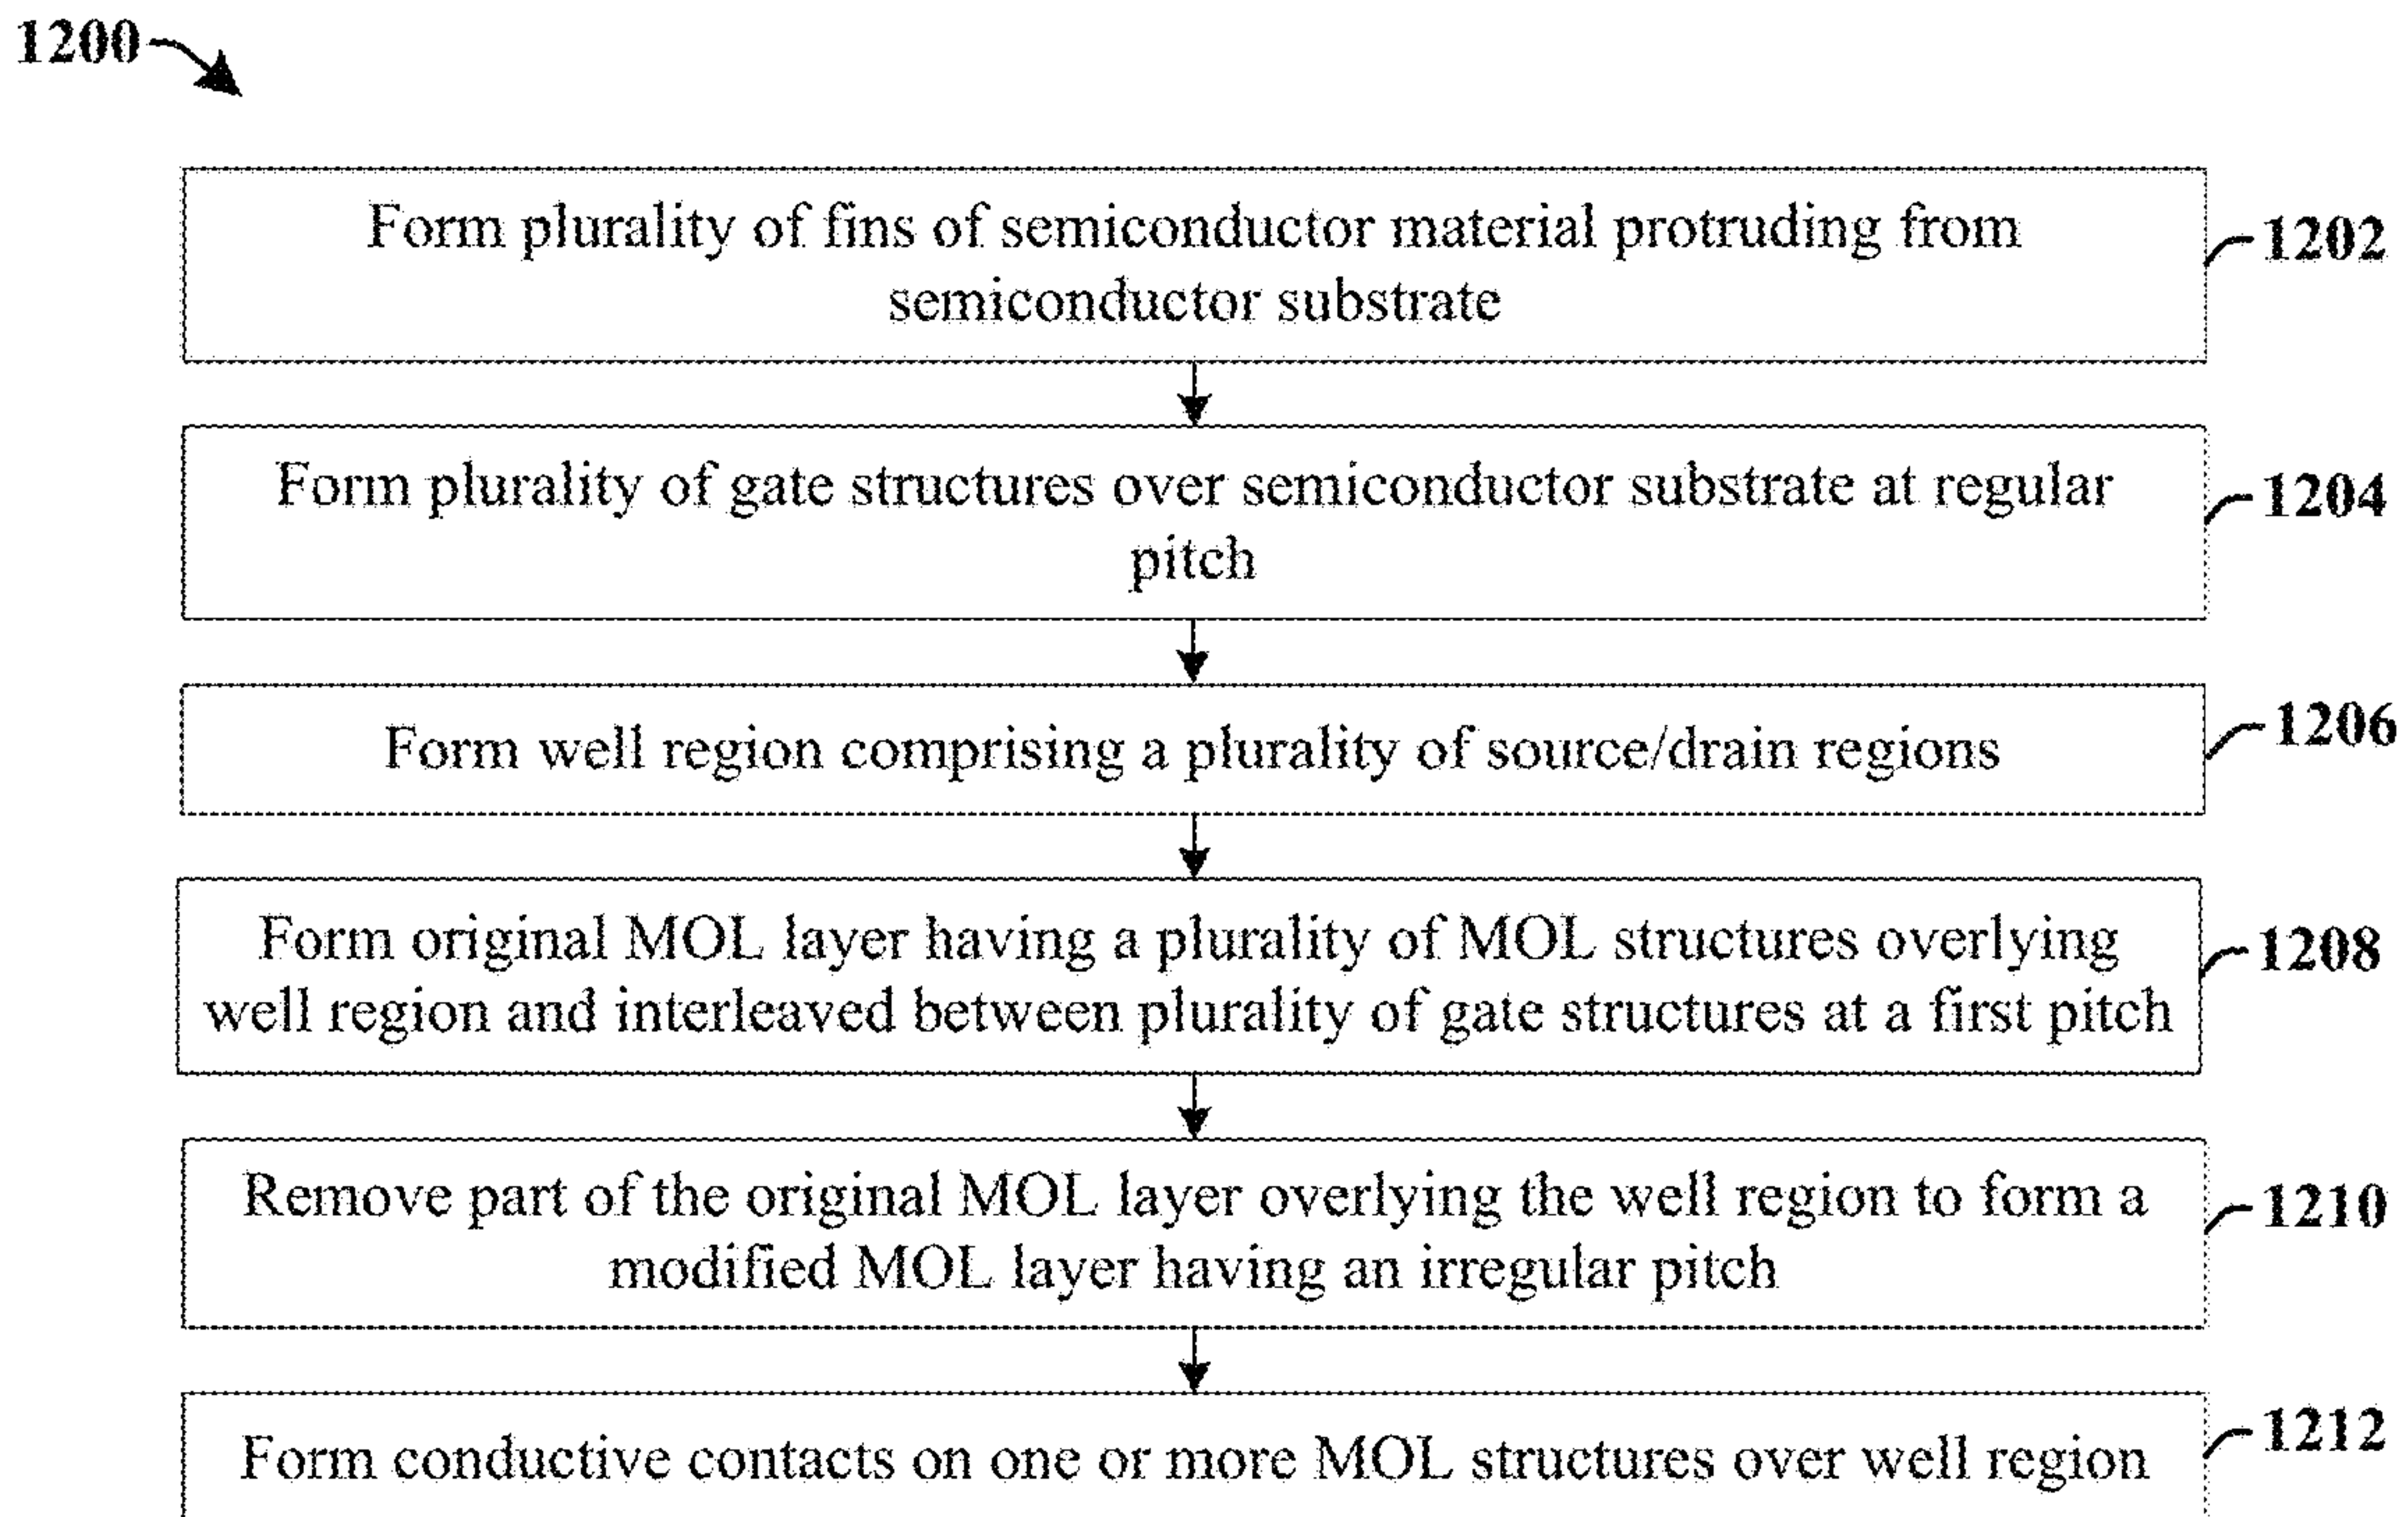 1200
Form plurality of fins of semiconductor material protruding from
semiconductor substrate
1202
Form plurality of gate structures over semiconductor substrate at regular
pitch
1204
Form well region comprising a plurality of source/drain regions
1206
Form original MOL layer having a plurality of MOL structures overlying
well region and interleaved between plurality of gate structures at a first pitch
1208
Remove part of the original MOL layer overlying the well region to form a
modified MOL layer having an irregular pitch
1210
Form conductive contacts on one or more MOL structures over well region
1212